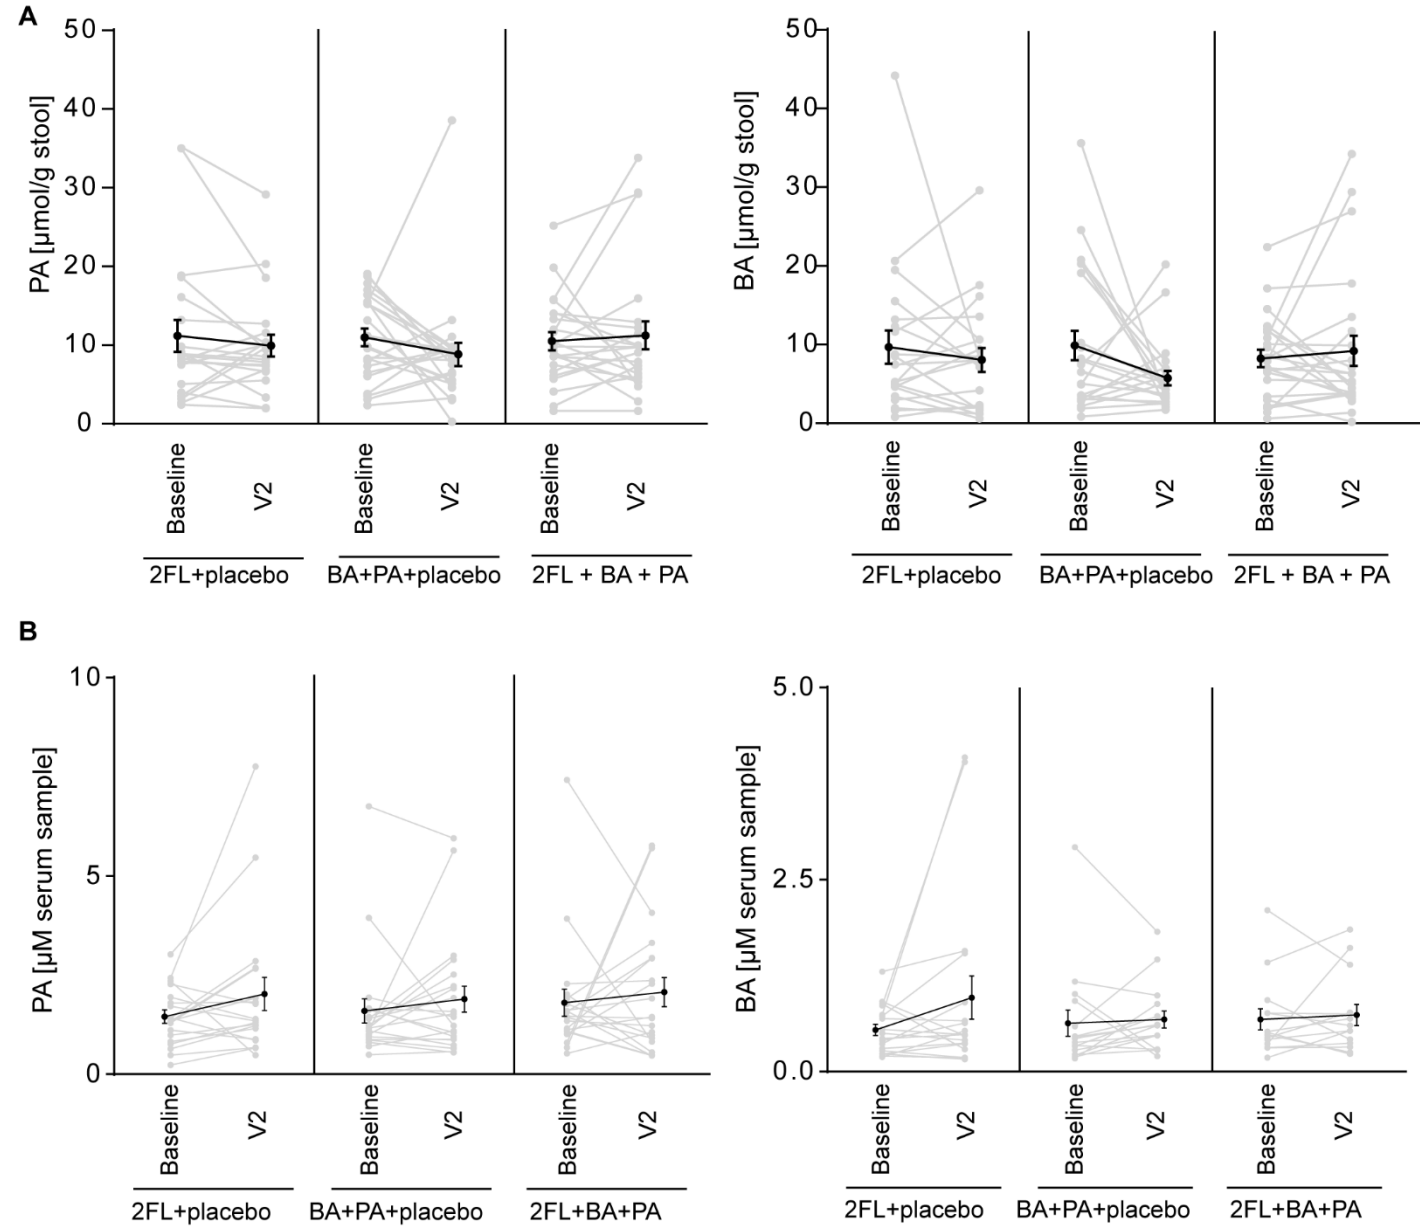 A
PA [µmol/g stool]
50
40
30
20
10
0
Baseline
V2
Baseline
V2
Baseline
V2
2FL+placebo
BA+PA+placebo
2FL + BA + PA
BA [µmol/g stool]
50
40
30
20
10
0
Baseline
V2
Baseline
V2
Baseline
V2
2FL+placebo
BA+PA+placebo
2FL + BA + PA
B
PA [µM serum sample]
10
5
0
Baseline
V2
Baseline
V2
Baseline
V2
2FL+placebo
BA+PA+placebo
2FL+BA+PA
BA [µM serum sample]
5.0
2.5
0.0
Baseline
V2
Baseline
V2
Baseline
V2
2FL+placebo
BA+PA+placebo
2FL+BA+PA